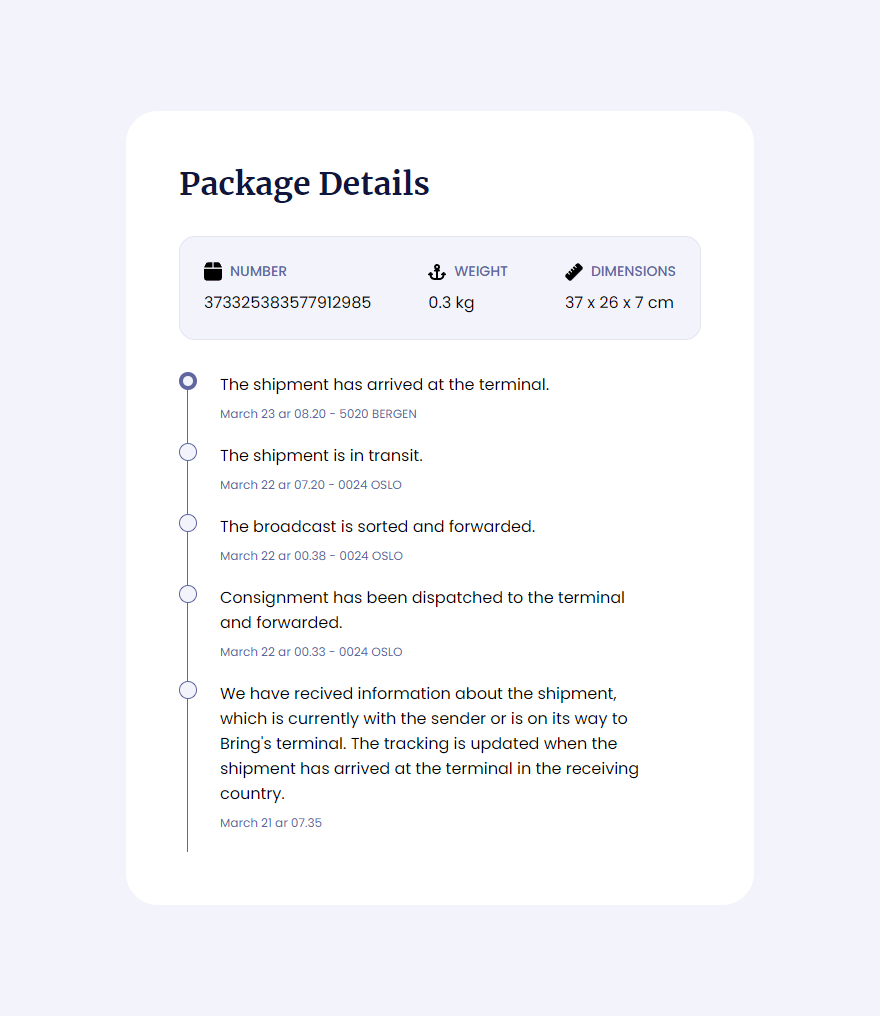 Package Details
NUMBER
373325383577912985
WEIGHT
0.3 kg
DIMENSIONS
37 x 26 x 7 cm
The shipment has arrived at the terminal.
March 23 ar 08.20 - 5020 BERGEN
The shipment is in transit.
March 22 ar 07.20 - 0024 OSLO
The broadcast is sorted and forwarded.
March 22 ar 00.38 - 0024 OSLO
Consignment has been dispatched to the terminal
and forwarded.
March 22 ar 00.33 - 0024 OSLO
We have recived information about the shipment,
which is currently with the sender or is on its way to
Bring's terminal. The tracking is updated when the
shipment has arrived at the terminal in the receiving
country.
March 21 ar 07.35